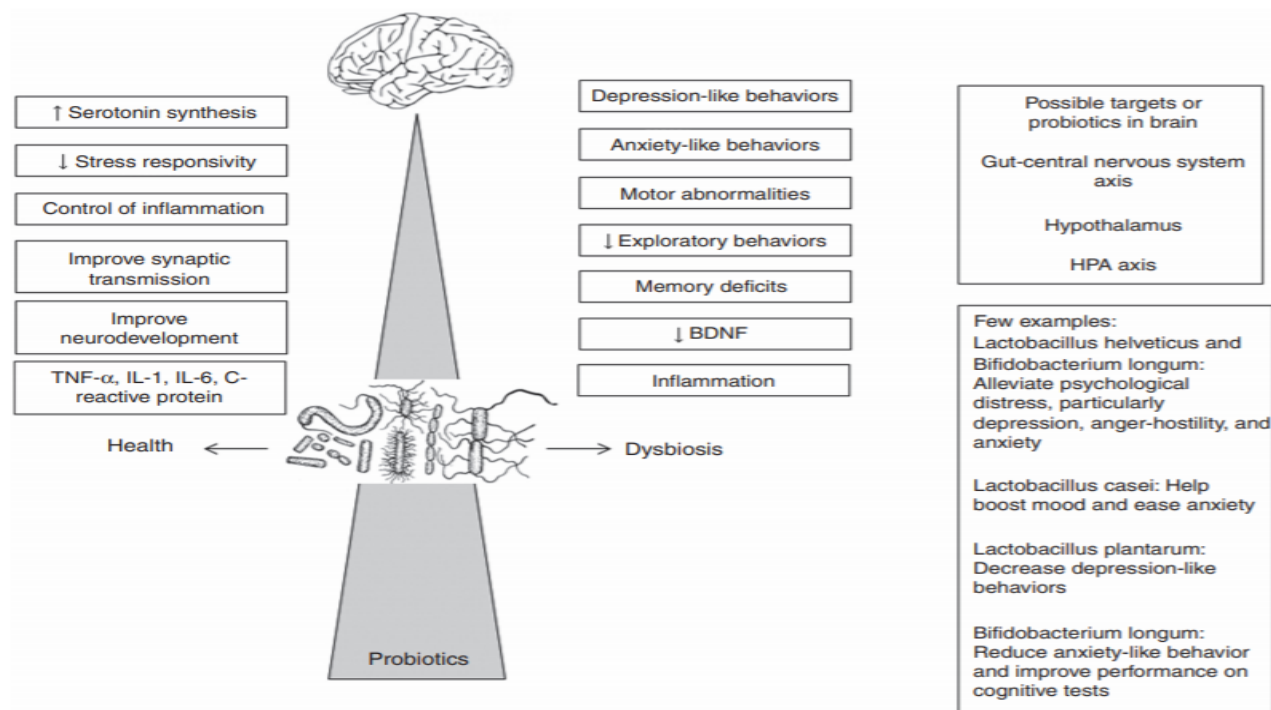 ↑ Serotonin synthesis
↓ Stress responsivity
Control of inflammation
Improve synaptic
transmission
Improve
neurodevelopment
TNF-α, IL-1, IL-6, C-
reactive protein
Health
Depression-like behaviors
Anxiety-like behaviors
Motor abnormalities
↓ Exploratory behaviors
Memory deficits
↓ BDNF
Inflammation
Dysbiosis
Probiotics
Possible targets or
probiotics in brain
Gut-central nervous system
axis
Hypothalamus
HPA axis
Few examples:
Lactobacillus helveticus and
Bifidobacterium longum:
Alleviate psychological
distress, particularly
depression, anger-hostility, and
anxiety
Lactobacillus casei: Help
boost mood and ease anxiety
Lactobacillus plantarum:
Decrease depression-like
behaviors
Bifidobacterium longum:
Reduce anxiety-like behavior
and improve performance on
cognitive tests